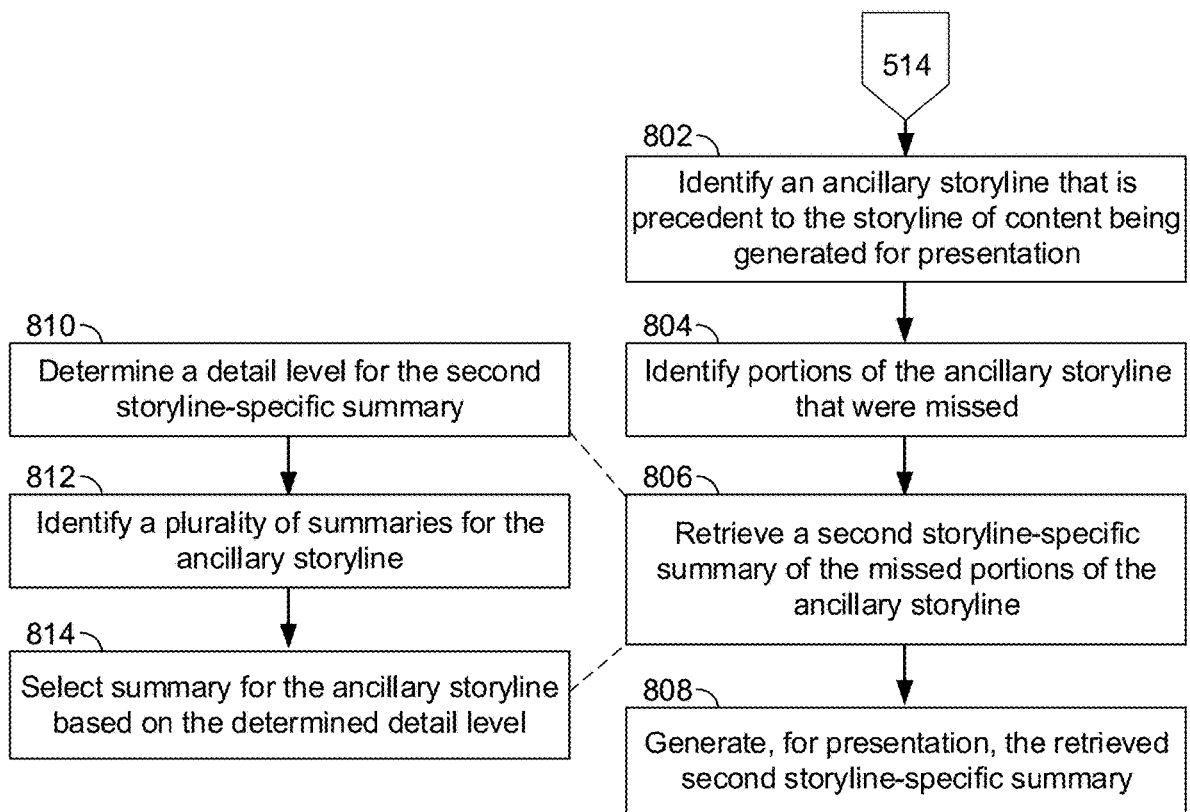 514
802
Identify an ancillary storyline that is
precedent to the storyline of content being
generated for presentation
810
Determine a detail level for the second
storyline-specific summary
804
Identify portions of the ancillary storyline
that were missed
812
Identify a plurality of summaries for the
ancillary storyline
806
Retrieve a second storyline-specific
summary of the missed portions of the
ancillary storyline
814
Select summary for the ancillary storyline
based on the determined detail level
808
Generate, for presentation, the retrieved
second storyline-specific summary